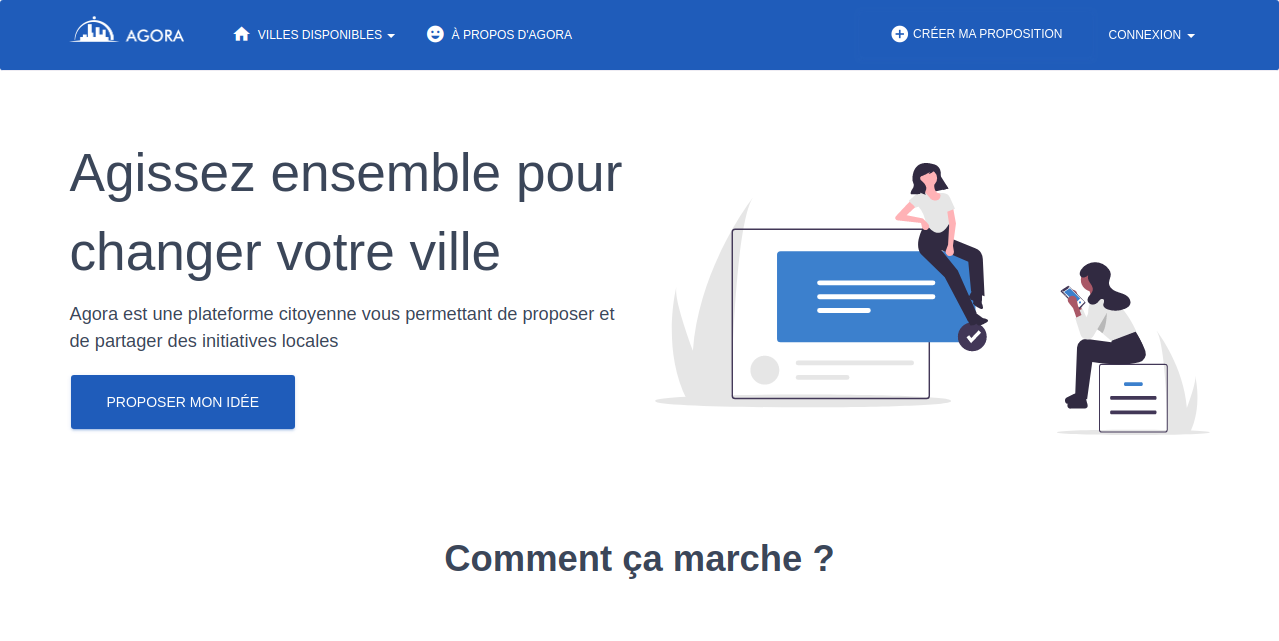 AGORA
VILLES DISPONIBLES
À PROPOS D'AGORA
CRÉER MA PROPOSITION
CONNEXION
Agissez ensemble pour
changer votre ville
Agora est une plateforme citoyenne vous permettant de proposer et
de partager des initiatives locales
PROPOSER MON IDÉE
Comment ça marche ?